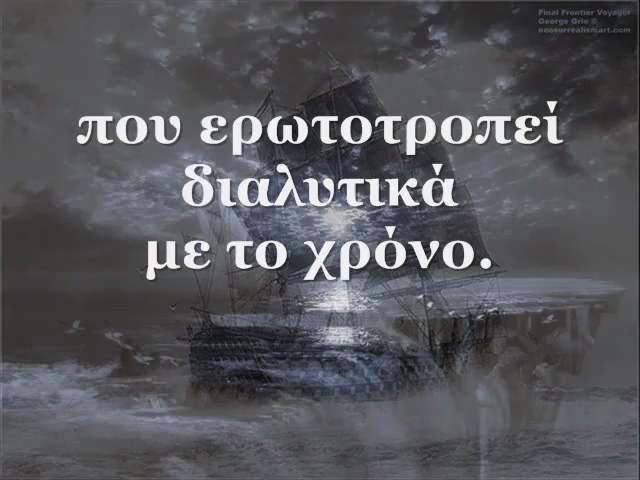 Final Frontier Voyager
George Grie ©
neosurrealismart.com
που ερωτοτροπεί
διαλυτικά
με το χρόνο.